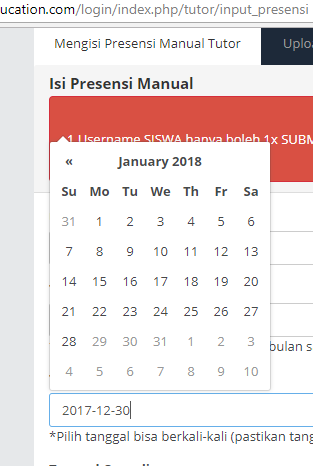 ucation.com/login/index.php/tutor/input_presensi
Mengisi Presensi Manual Tutor Uploa
Isi Presensi Manual
1 Username SISWA hanya boleh 1x SUBM
« January 2018
Su Mo Tu We Th Fr Sa
31 1 2 3 4 5 6
7 8 9 10 11 12 13
14 15 16 17 18 19 20
21 22 23 24 25 26 27
28 29 30 31 1 2 3
4 5 6 7 8 9 10
bulan s
2017-12-30
*Pilih tanggal bisa berkali-kali (pastikan tang